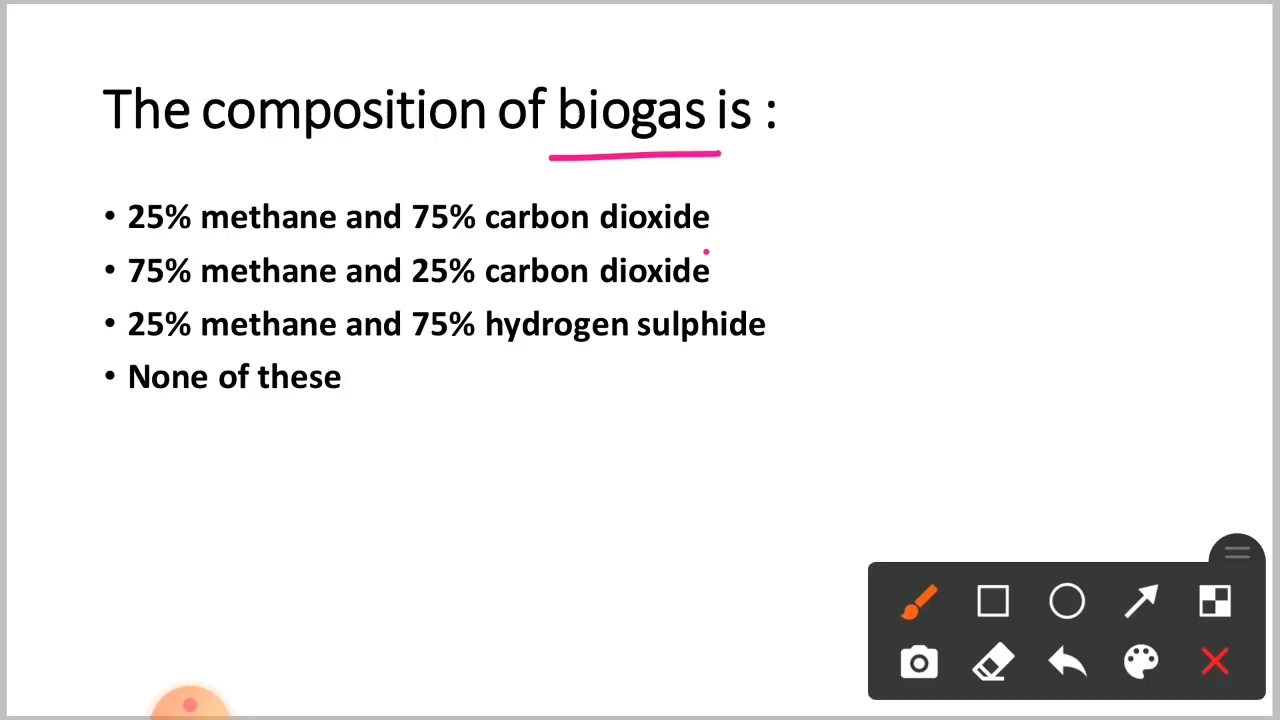 The composition of biogas is :
• 25% methane and 75% carbon dioxide
• 75% methane and 25% carbon dioxide
• 25% methane and 75% hydrogen sulphide
• None of these